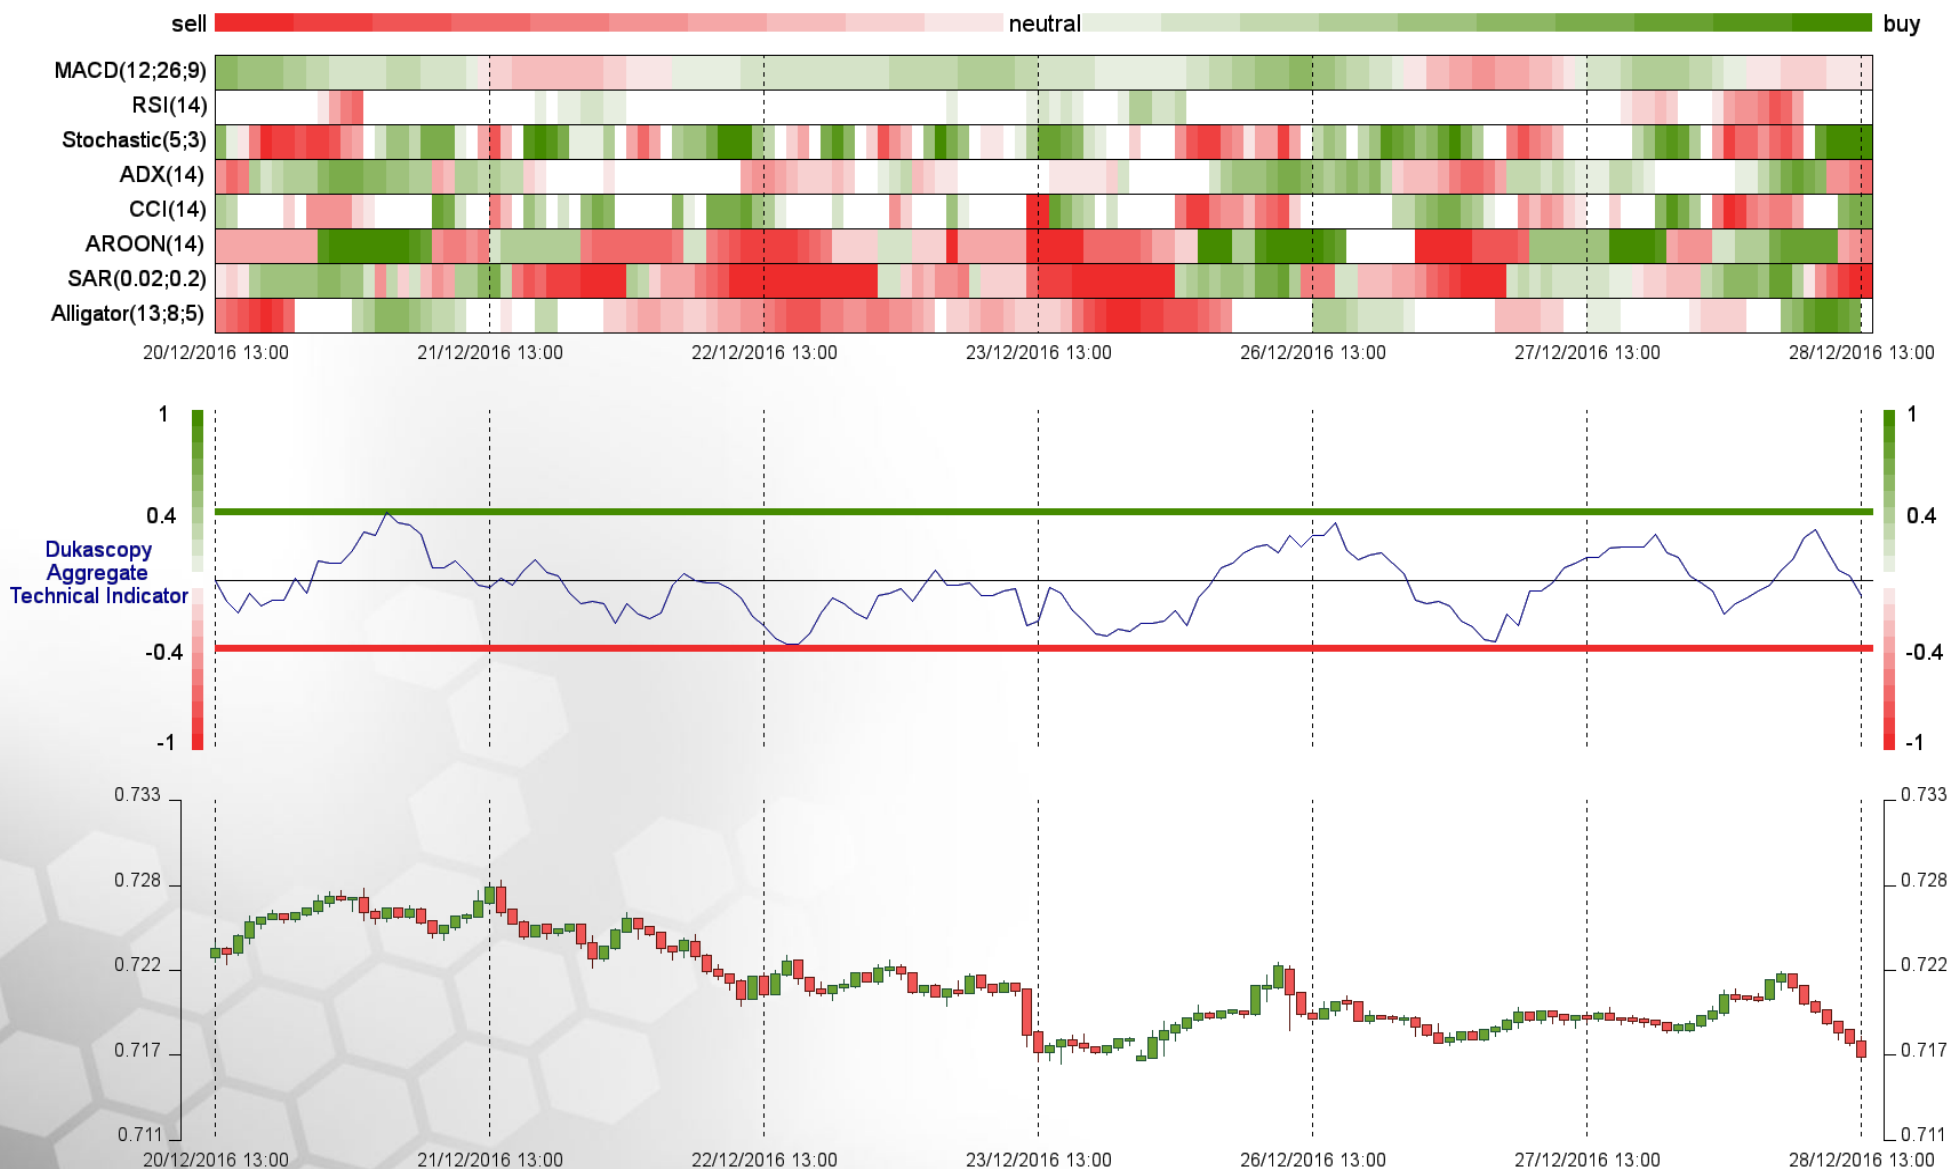 sell neutral buy
MACD(12;26;9)
RSI(14)
Stochastic(5;3)
ADX(14)
CCI(14)
AROON(14)
SAR(0.02;0.2)
Alligator(13;8;5)
20/12/2016 13:00 21/12/2016 13:00 22/12/2016 13:00 23/12/2016 13:00 26/12/2016 13:00 27/12/2016 13:00 28/12/2016 13:00
1 1
0.4 0.4
Dukascopy
Aggregate
Technical Indicator
-0.4 -0.4
-1 -1
0.733 0.733
0.728 0.728
0.722 0.722
0.717 0.717
0.711 0.711
20/12/2016 13:00 21/12/2016 13:00 22/12/2016 13:00 23/12/2016 13:00 26/12/2016 13:00 27/12/2016 13:00 28/12/2016 13:00